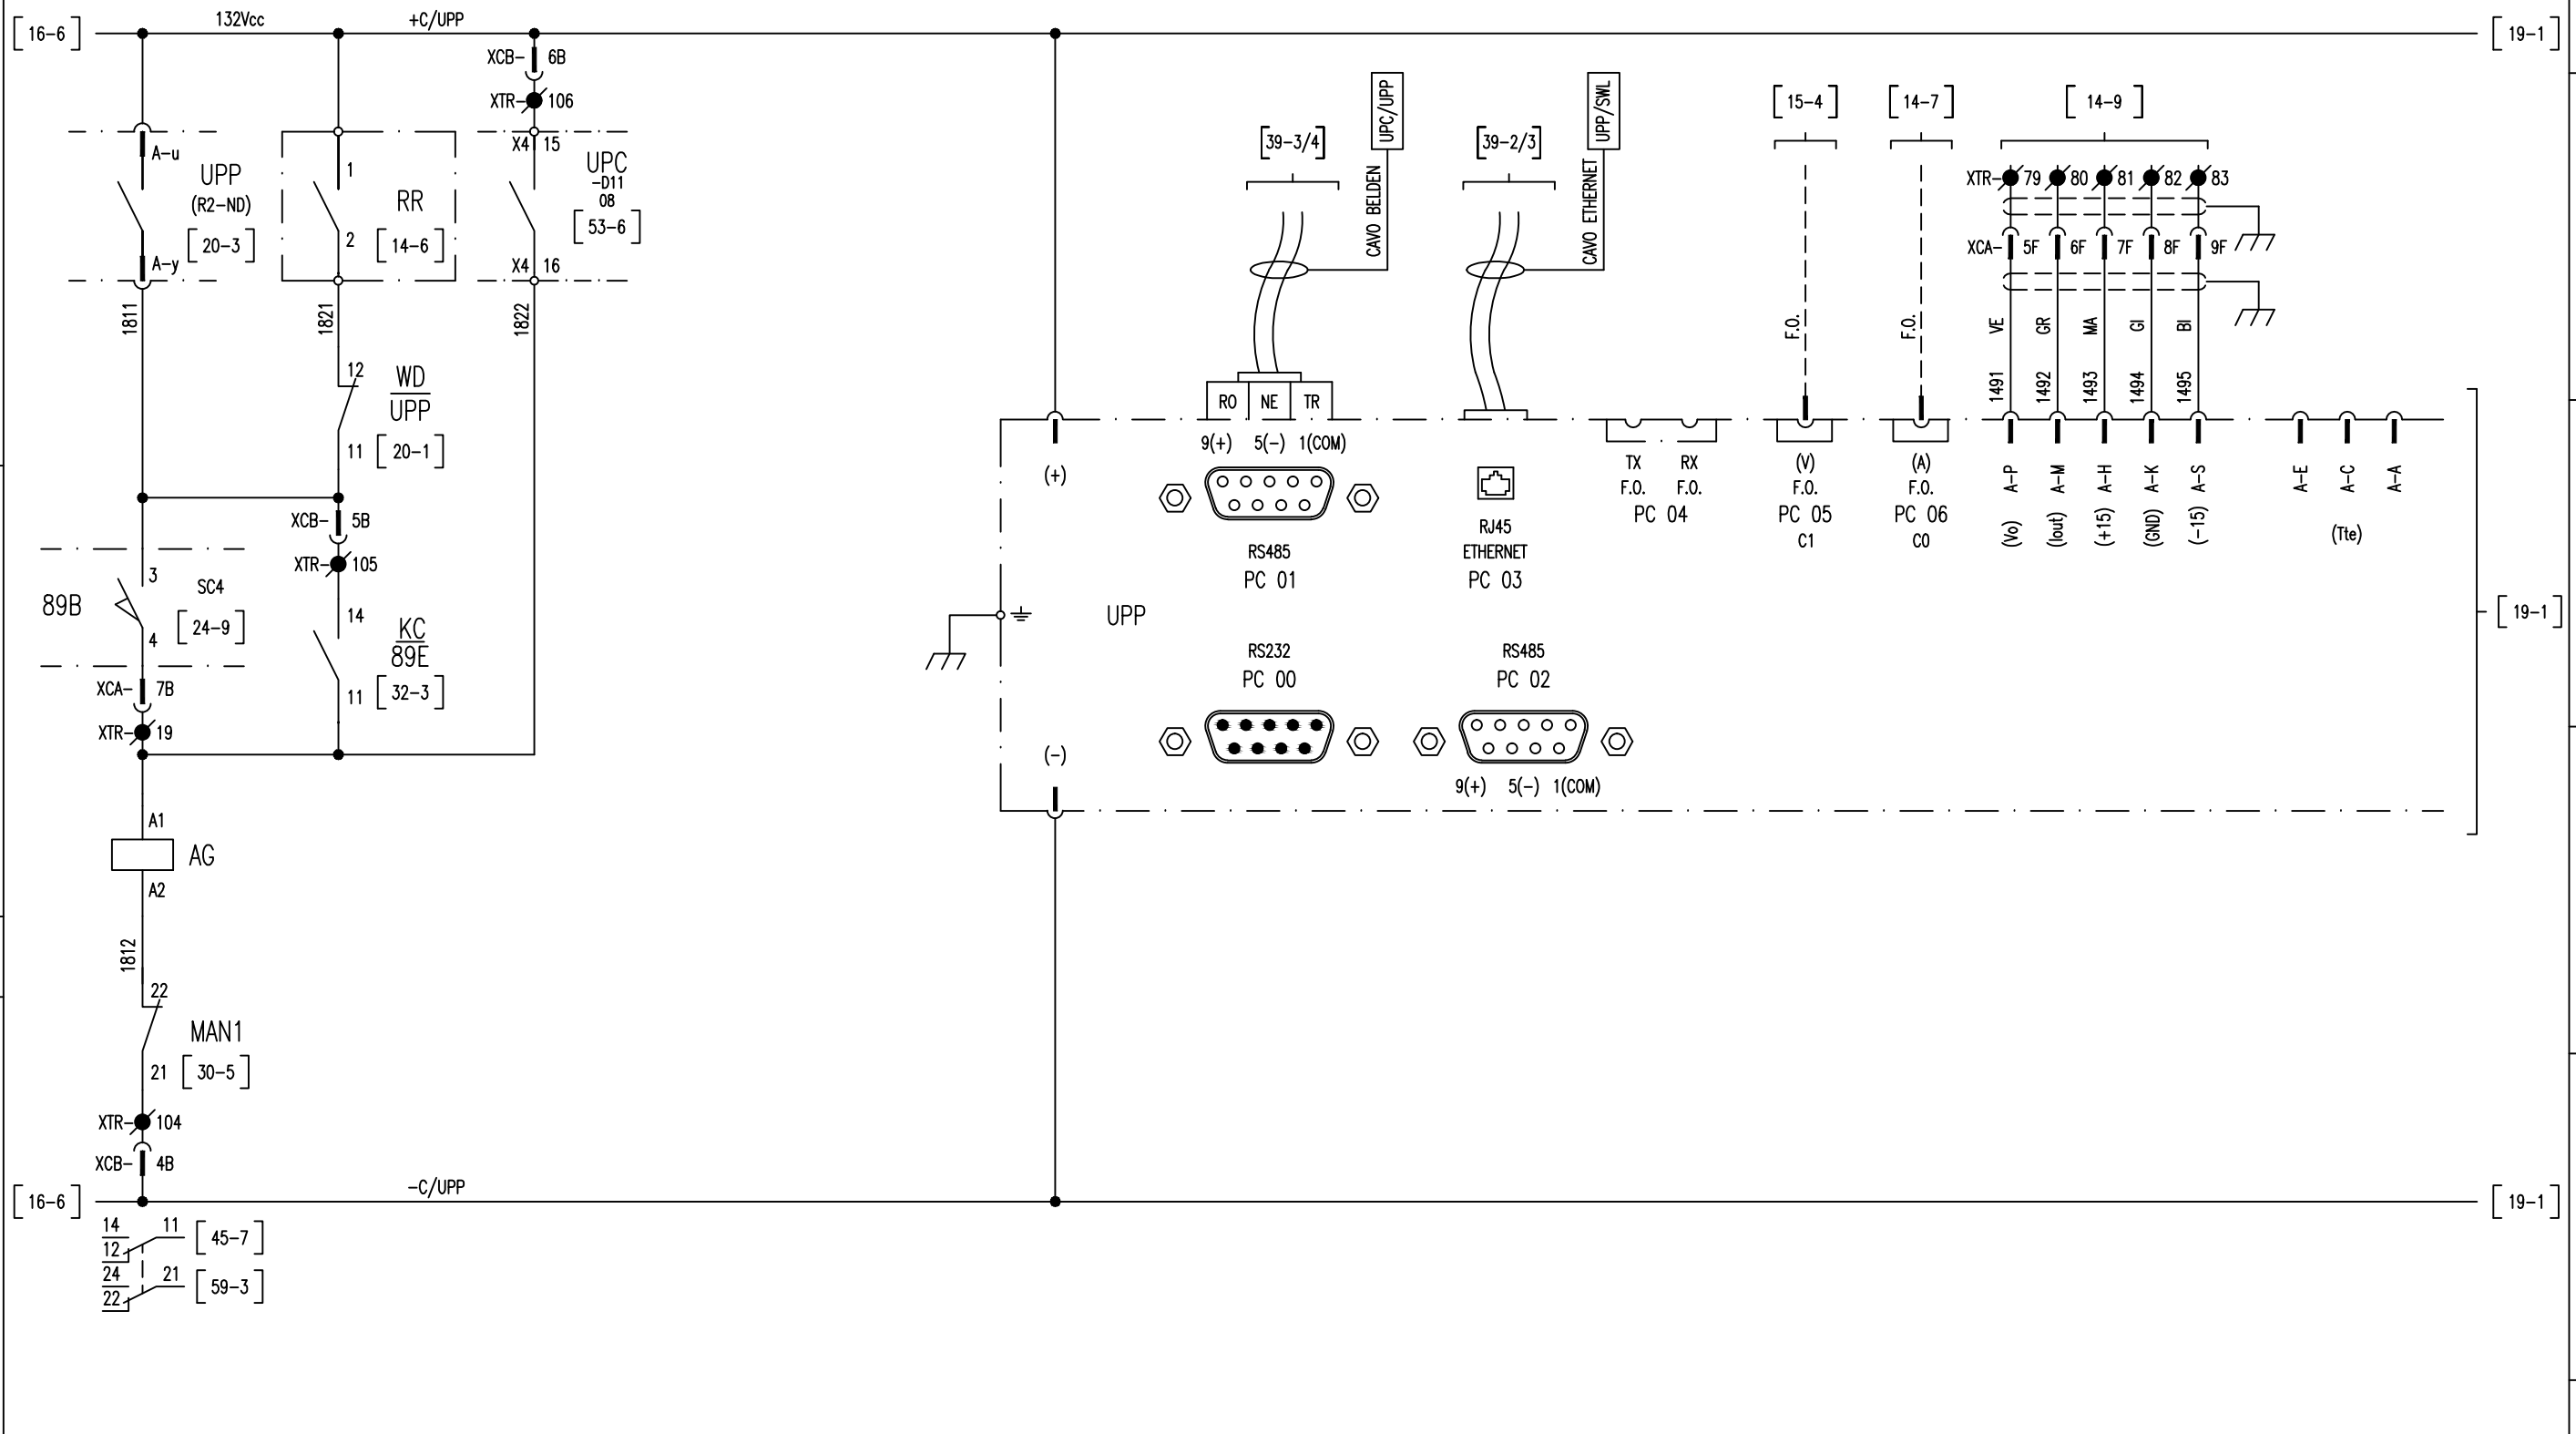 132Vcc
+C/UPP
16-6
19-1
XCB-
6B
XTR-
106
A-u
UPP
(R2-ND)
20-3
A-y
1811
1
RR
2
14-6
1821
X4
15
UPC
-D11
08
53-6
X4
16
1822
12
WD
UPP
11
20-1
XCB-
5B
XTR-
105
3
SC4
89B
24-9
4
14
KC
89E
11
32-3
XCA-
7B
XTR-
19
A1
AG
A2
1812
22
MAN1
21
30-5
XTR-
104
XCB-
4B
16-6
-C/UPP
19-1
14
11
45-7
12
24
21
59-3
22
39-3/4
UPC/UPP
CAVO BELDEN
39-2/3
UPP/SWL
CAVO ETHERNET
15-4
F.O.
14-7
F.O.
14-9
XTR-
79
80
81
82
83
XCA-
5F
6F
7F
8F
9F
VE
GR
MA
GI
BI
1491
1492
1493
1494
1495
RO
NE
TR
9(+)
5(-)
1(COM)
(+)
RS485
PC 01
RJ45
ETHERNET
PC 03
TX
RX
F.O.
F.O.
PC 04
(V)
F.O.
PC 05
C1
(A)
F.O.
PC 06
C0
A-P
A-M
A-H
A-K
A-S
(Vo)
(Iout)
(+15)
(GND)
(-15)
A-E
A-C
A-A
(Tte)
UPP
19-1
RS232
PC 00
RS485
PC 02
(-)
9(+)
5(-)
1(COM)